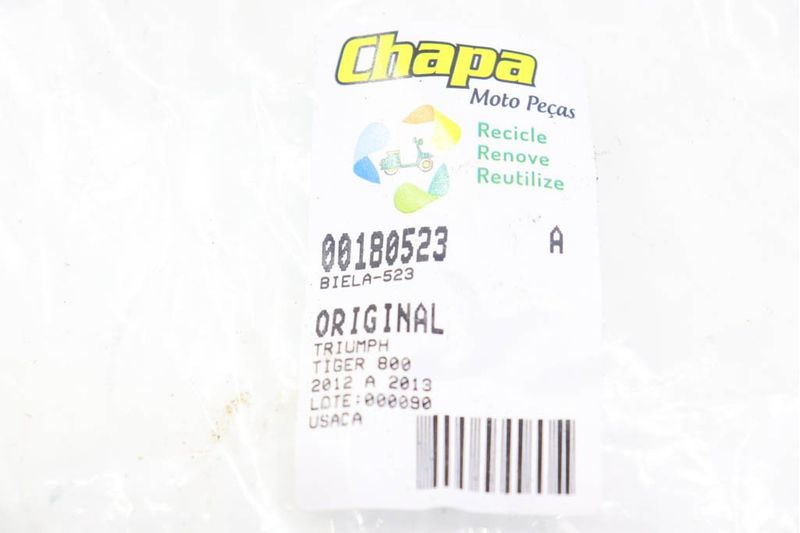 Chapa
Moto Peças
Recicle
Renove
Reutilize
00180523 A
BIELA-523
ORIGINAL
TRIUMPH
TIGER 800
2012 A 2013
LOTE:000090
USADA